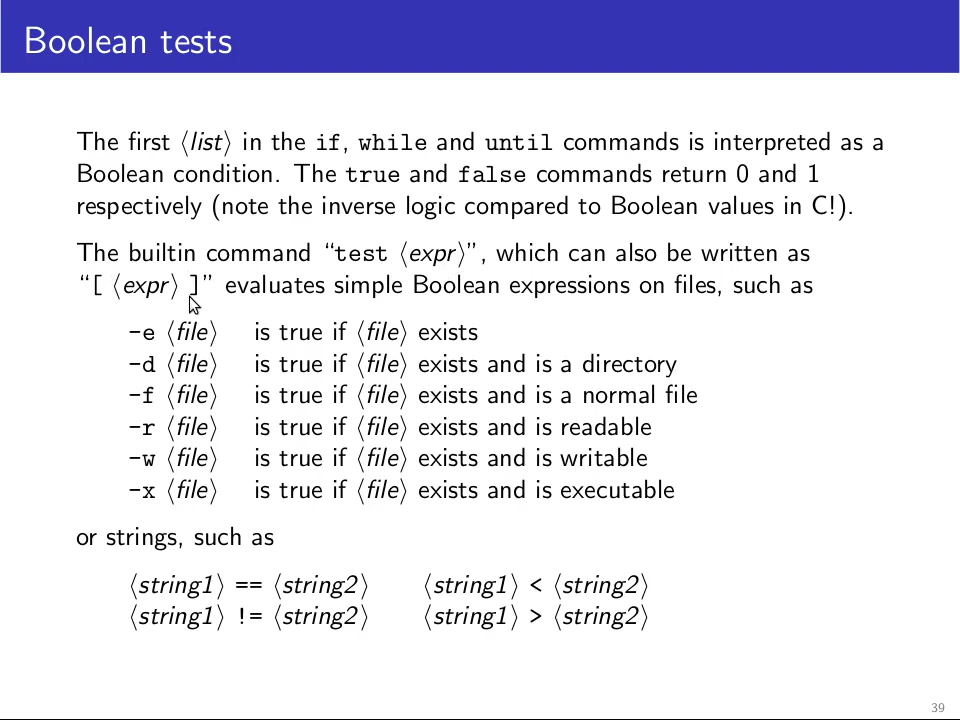 Boolean tests
The first ⟨list⟩ in the if, while and until commands is interpreted as a
Boolean condition. The true and false commands return 0 and 1
respectively (note the inverse logic compared to Boolean values in C!).
The builtin command “test ⟨expr⟩”, which can also be written as
“[ ⟨expr⟩ ]” evaluates simple Boolean expressions on files, such as
-e ⟨file⟩ is true if ⟨file⟩ exists
-d ⟨file⟩ is true if ⟨file⟩ exists and is a directory
-f ⟨file⟩ is true if ⟨file⟩ exists and is a normal file
-r ⟨file⟩ is true if ⟨file⟩ exists and is readable
-w ⟨file⟩ is true if ⟨file⟩ exists and is writable
-x ⟨file⟩ is true if ⟨file⟩ exists and is executable
or strings, such as
⟨string1⟩ == ⟨string2⟩ ⟨string1⟩ < ⟨string2⟩
⟨string1⟩ != ⟨string2⟩ ⟨string1⟩ > ⟨string2⟩
39